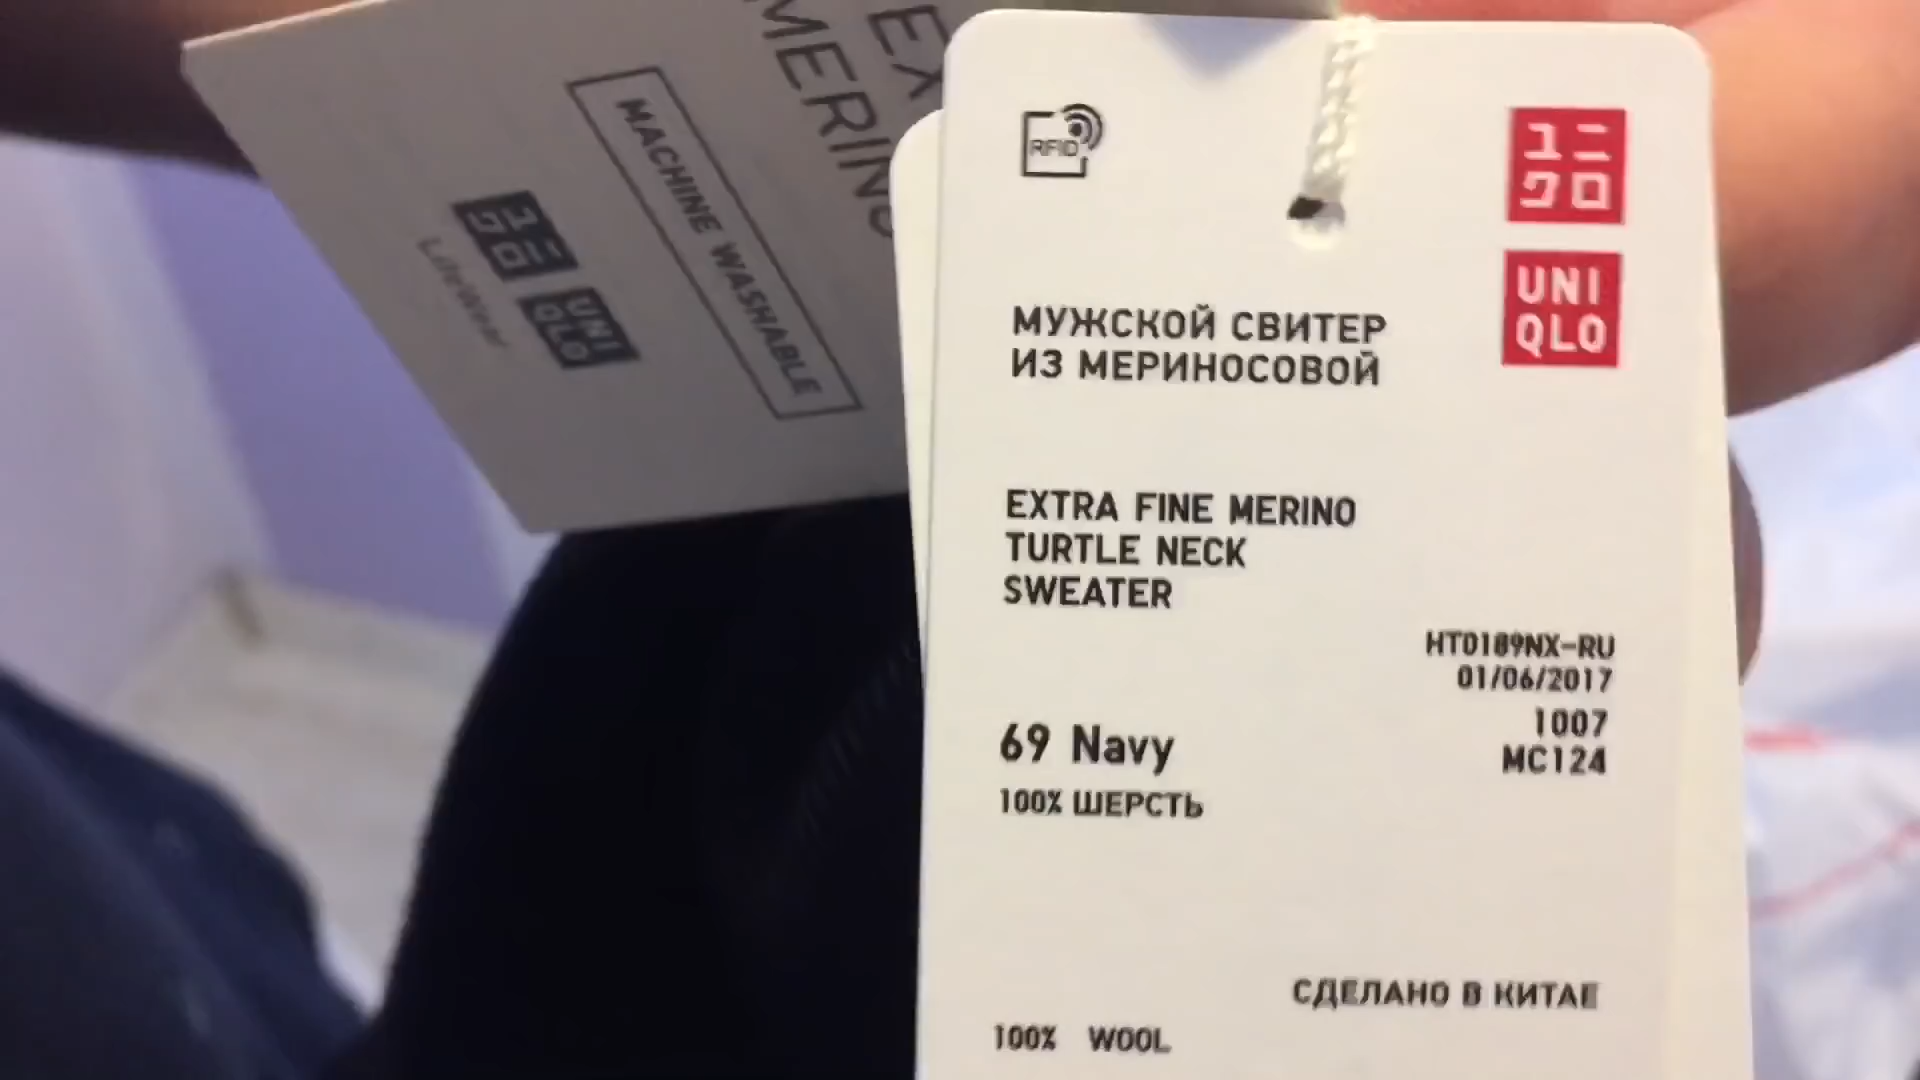 EX
MERINO
MACHINE WASHABLE
ユニ
クロ
UNI
QLO
LifeWear
RFID
ユニ
クロ
UNI
QLO
МУЖСКОЙ СВИТЕР
ИЗ МЕРИНОСОВОЙ
EXTRA FINE MERINO
TURTLE NECK
SWEATER
HT0189NX-RU
01/06/2017
1007
MC124
69 Navy
100% ШЕРСТЬ
СДЕЛАНО В КИТАЕ
100% WOOL